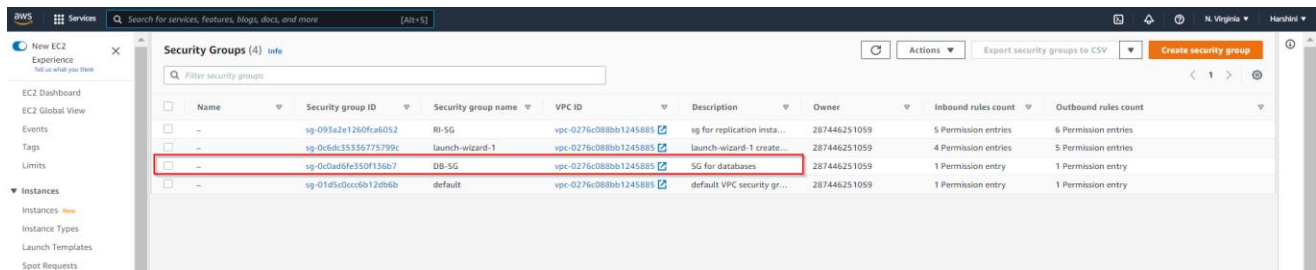 aws Services Search for services, features, blogs, docs, and more [Alt+S] N. Virginia ▼ Harshini ▼
New EC2
Experience
Tell us what you think
EC2 Dashboard
EC2 Global View
Events
Tags
Limits
▼ Instances
Instances New
Instance Types
Launch Templates
Spot Requests
Security Groups (4) Info
Actions ▼ Export security groups to CSV ▼ Create security group
Filter security groups
< 1 >
Name Security group ID Security group name VPC ID Description Owner Inbound rules count Outbound rules count
– sg-093a2e1260fca6052 RI-SG vpc-0276c088bb1245885 sg for replication insta... 287446251059 5 Permission entries 6 Permission entries
– sg-0c6dc35336775799c launch-wizard-1 vpc-0276c088bb1245885 launch-wizard-1 create... 287446251059 4 Permission entries 5 Permission entries
– sg-0c0ad6fe350f136b7 DB-SG vpc-0276c088bb1245885 SG for databases 287446251059 1 Permission entry 1 Permission entry
– sg-01d5c0ccc6b12db6b default vpc-0276c088bb1245885 default VPC security gr... 287446251059 1 Permission entry 1 Permission entry